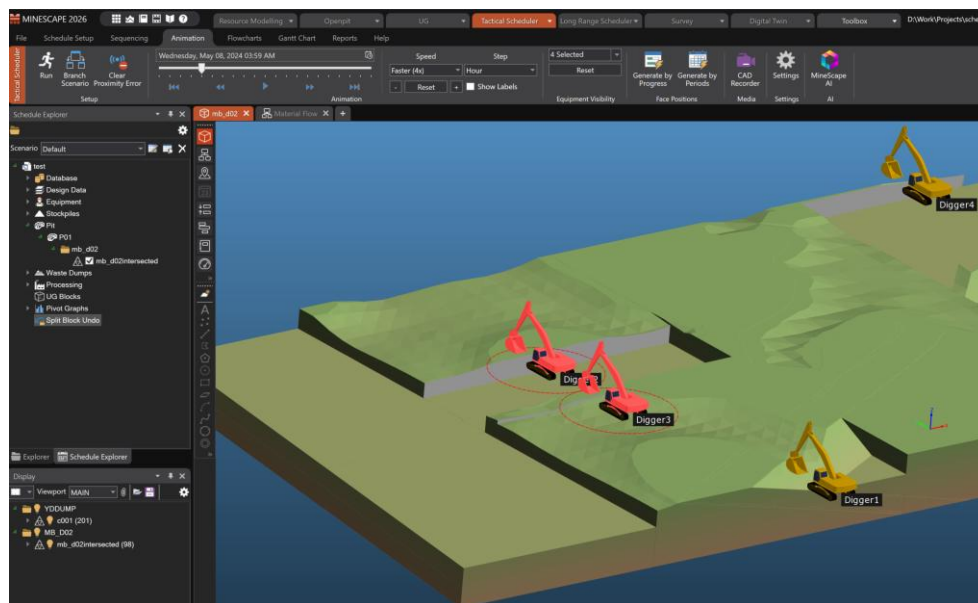 MINESCAPE 2026
Resource Modelling
Openpit
UG
Tactical Scheduler
Long Range Scheduler
Survey
Digital Twin
Toolbox
D:\Work\Projects\sche
File
Schedule Setup
Sequencing
Animation
Flowcharts
Gantt Chart
Reports
Help
Tactical Scheduler
Run
Branch Scenario
Clear Proximity Error
Setup
Wednesday, May 08, 2024 03:59 AM
Speed
Step
Faster (4x)
Hour
- Reset +
Show Labels
Animation
4 Selected
Reset
Equipment Visibility
Generate by Progress
Generate by Periods
Face Positions
CAD Recorder
Media
Settings
Settings
MineScape AI
AI
Schedule Explorer
Scenario Default
test
Database
Design Data
Equipment
Stockpiles
Pit
P01
mb_d02
mb_d02intersected
Waste Dumps
Processing
UG Blocks
Pivot Graphs
Split Block Undo
Explorer
Schedule Explorer
Display
Viewport MAIN
YDDUMP
c001 (201)
MB_D02
mb_d02intersected (98)
mb_d02
Material Flow
Digger4
Digger3
Digger1